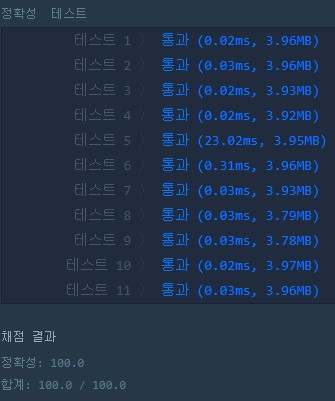 정확성  테스트
테스트 1 〉 통과 (0.02ms, 3.96MB)
테스트 2 〉 통과 (0.03ms, 3.96MB)
테스트 3 〉 통과 (0.02ms, 3.93MB)
테스트 4 〉 통과 (0.02ms, 3.92MB)
테스트 5 〉 통과 (23.02ms, 3.95MB)
테스트 6 〉 통과 (0.31ms, 3.96MB)
테스트 7 〉 통과 (0.03ms, 3.93MB)
테스트 8 〉 통과 (0.03ms, 3.79MB)
테스트 9 〉 통과 (0.03ms, 3.78MB)
테스트 10 〉 통과 (0.02ms, 3.97MB)
테스트 11 〉 통과 (0.03ms, 3.96MB)
채점 결과
정확성: 100.0
합계: 100.0 / 100.0